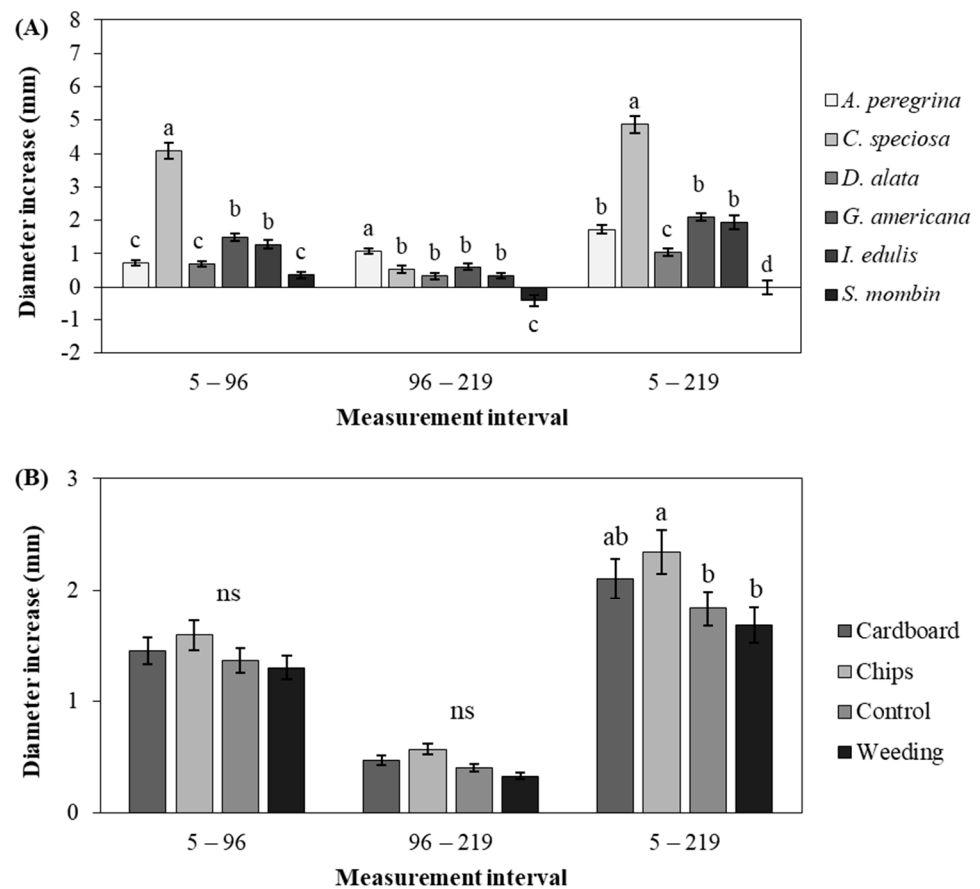 (A)
Diameter increase (mm)
8
7
6
5
4
3
2
1
0
-1
-2
c
a
c
b
b
c
a
b
b
b
b
c
b
a
c
b
b
d
5 – 96
96 – 219
5 – 219
Measurement interval
A. peregrina
C. speciosa
D. alata
G. americana
I. edulis
S. mombin
(B)
Diameter increase (mm)
3
2
1
0
ns
ns
ab
a
b
b
5 – 96
96 – 219
5 – 219
Measurement interval
Cardboard
Chips
Control
Weeding